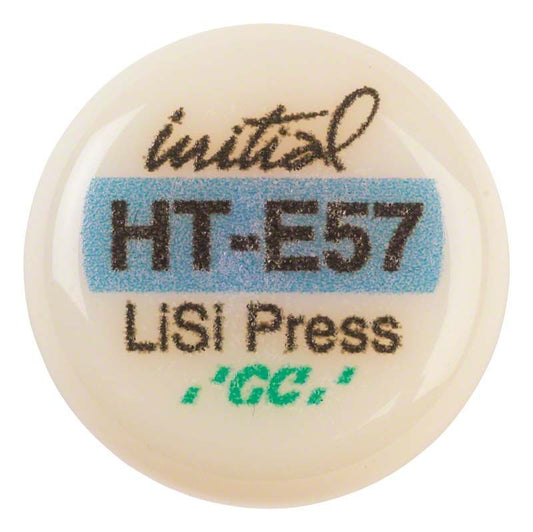 initial
HT-E57
LiSi Press
GC